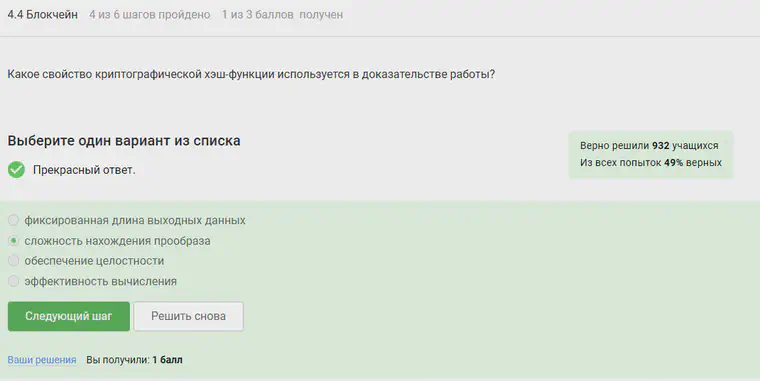 4.4 Блокчейн 4 из 6 шагов пройдено 1 из 3 баллов получен
Какое свойство криптографической хэш-функции используется в доказательстве работы?
Выберите один вариант из списка
Прекрасный ответ.
Верно решили 932 учащихся
Из всех попыток 49% верных
фиксированная длина выходных данных
сложность нахождения прообраза
обеспечение целостности
эффективность вычисления
Следующий шаг Решить снова
Ваши решения Вы получили: 1 балл